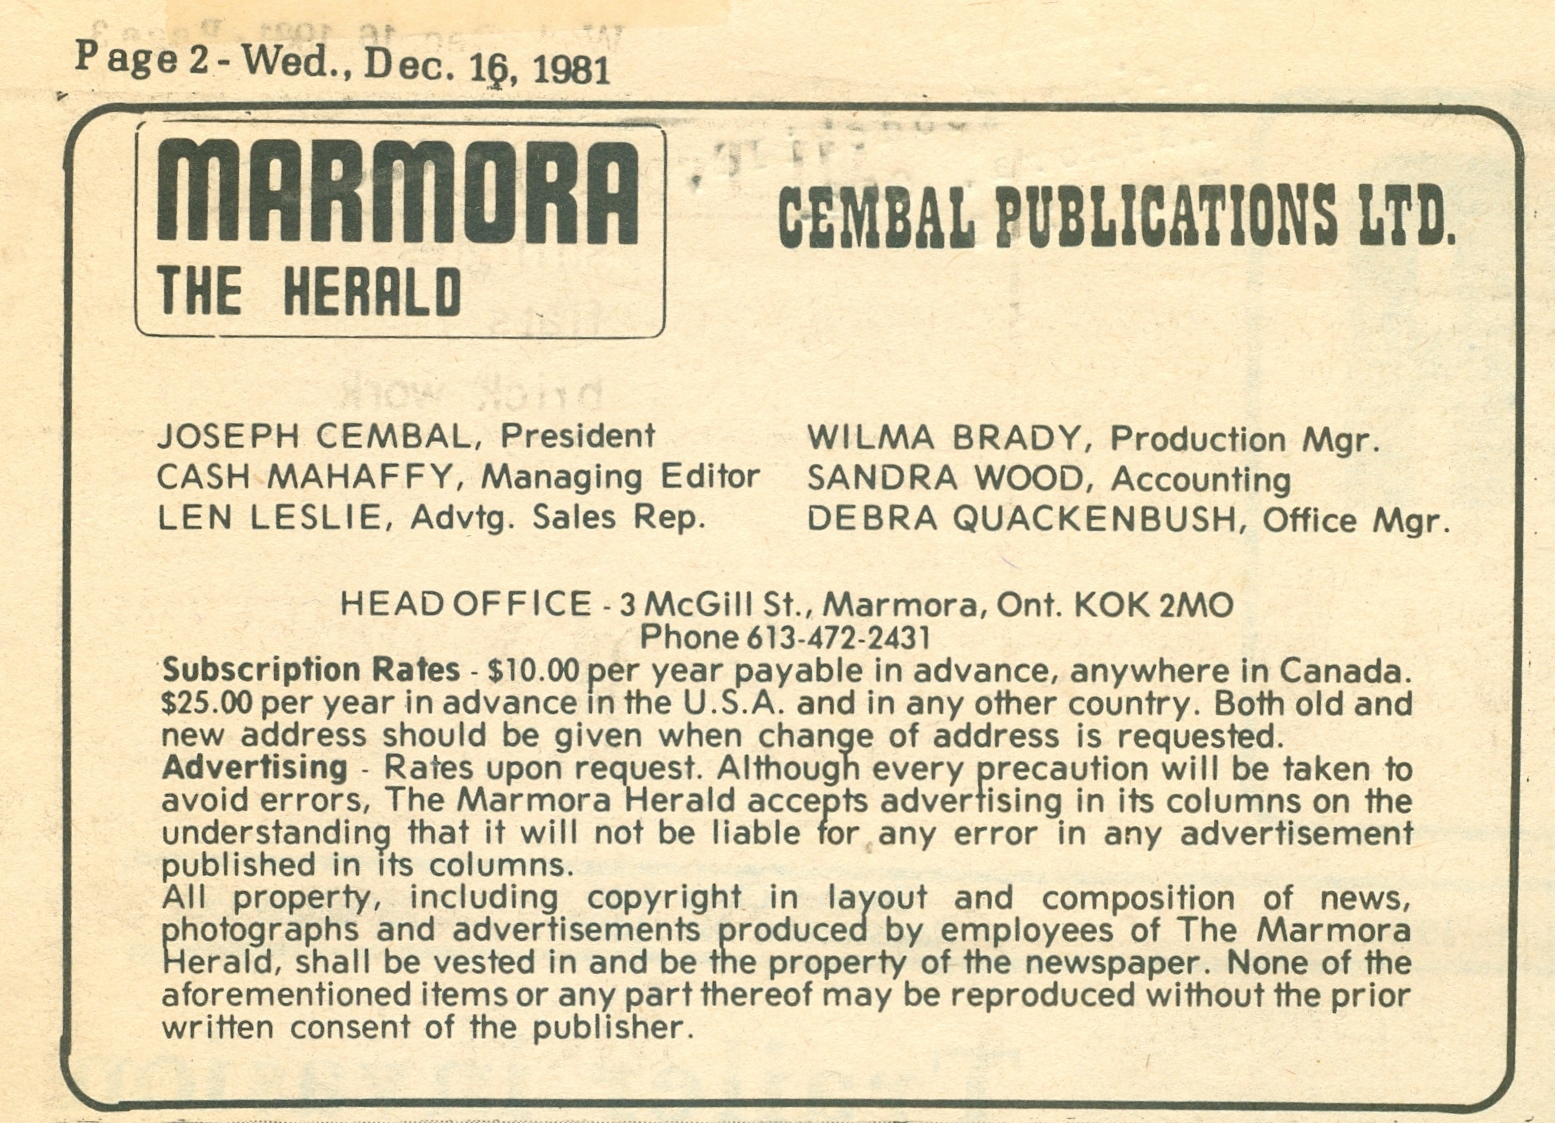 Page 2 - Wed., Dec. 16, 1981
MARMORA
THE HERALD
CEMBAL PUBLICATIONS LTD.
JOSEPH CEMBAL, President
CASH MAHAFFY, Managing Editor
LEN LESLIE, Advtg. Sales Rep.
WILMA BRADY, Production Mgr.
SANDRA WOOD, Accounting
DEBRA QUACKENBUSH, Office Mgr.
HEAD OFFICE - 3 McGill St., Marmora, Ont. KOK 2MO
Phone 613-472-2431
Subscription Rates - $10.00 per year payable in advance, anywhere in Canada.
$25.00 per year in advance in the U.S.A. and in any other country. Both old and
new address should be given when change of address is requested.
Advertising - Rates upon request. Although every precaution will be taken to
avoid errors, The Marmora Herald accepts advertising in its columns on the
understanding that it will not be liable for any error in any advertisement
published in its columns.
All property, including copyright in layout and composition of news,
photographs and advertisements produced by employees of The Marmora
Herald, shall be vested in and be the property of the newspaper. None of the
aforementioned items or any part thereof may be reproduced without the prior
written consent of the publisher.